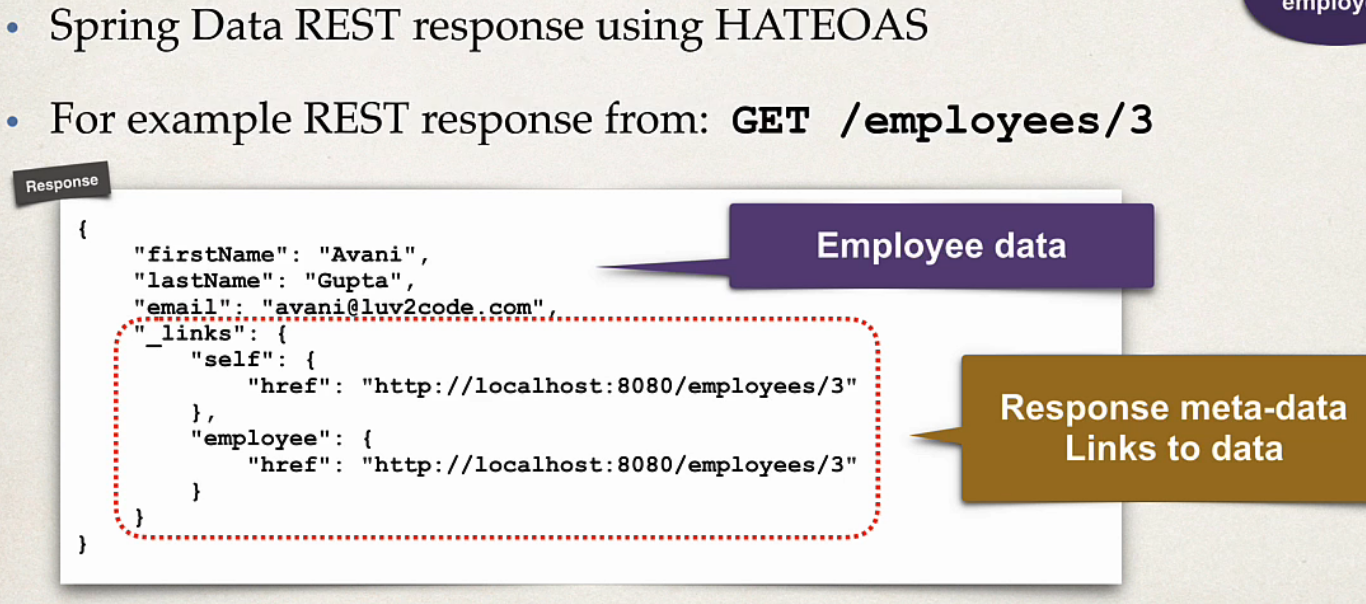 employe
• Spring Data REST response using HATEOAS
• For example REST response from: GET /employees/3
Response
{
"firstName": "Avani",
"lastName": "Gupta",
"email": "avani@luv2code.com",
"_links": {
"self": {
"href": "http://localhost:8080/employees/3"
},
"employee": {
"href": "http://localhost:8080/employees/3"
}
}
}
Employee data
Response meta-data
Links to data